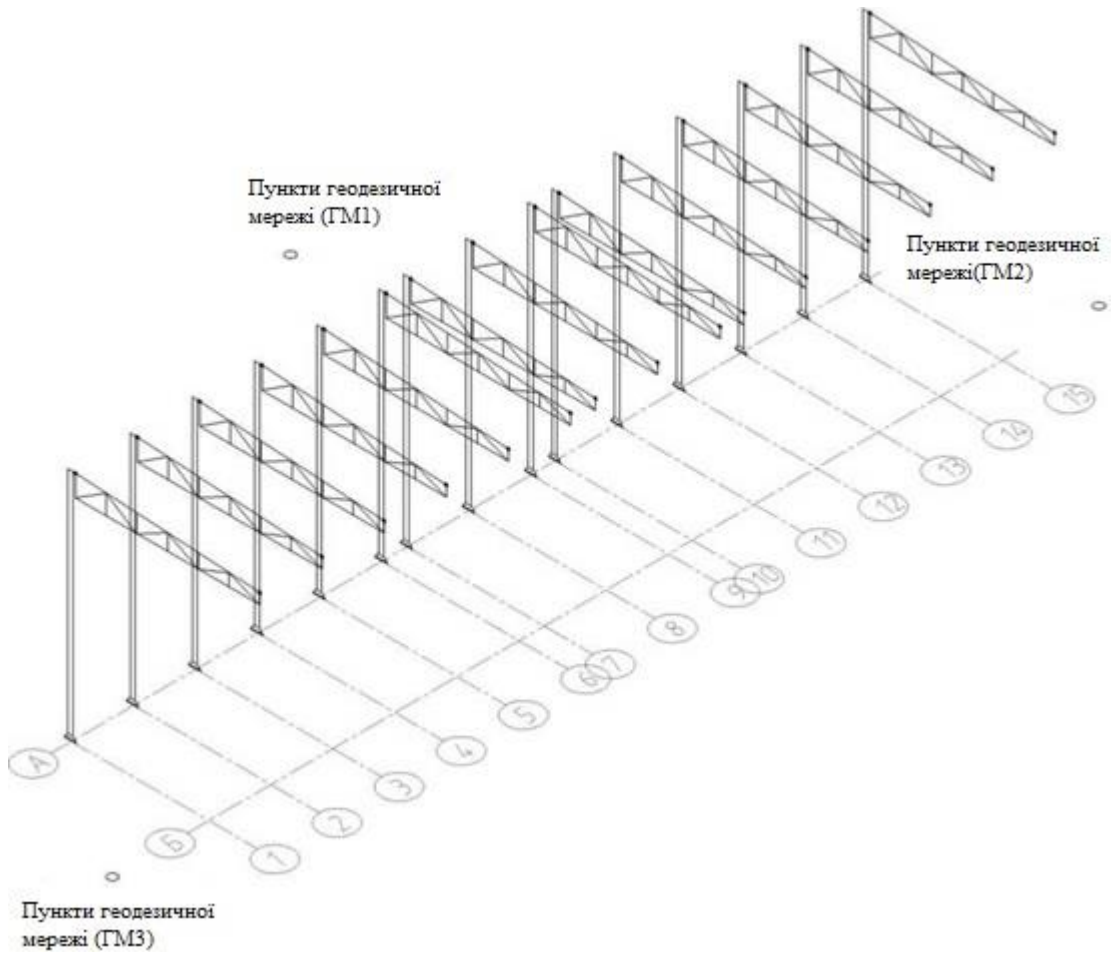 Пункти геодезичної
мережі (ГМ1)
Пункти геодезичної
мережі(ГМ2)
15
14
13
12
11
10
9
8
7
6
5
4
3
2
1
А
Б
Пункти геодезичної
мережі (ГМ3)